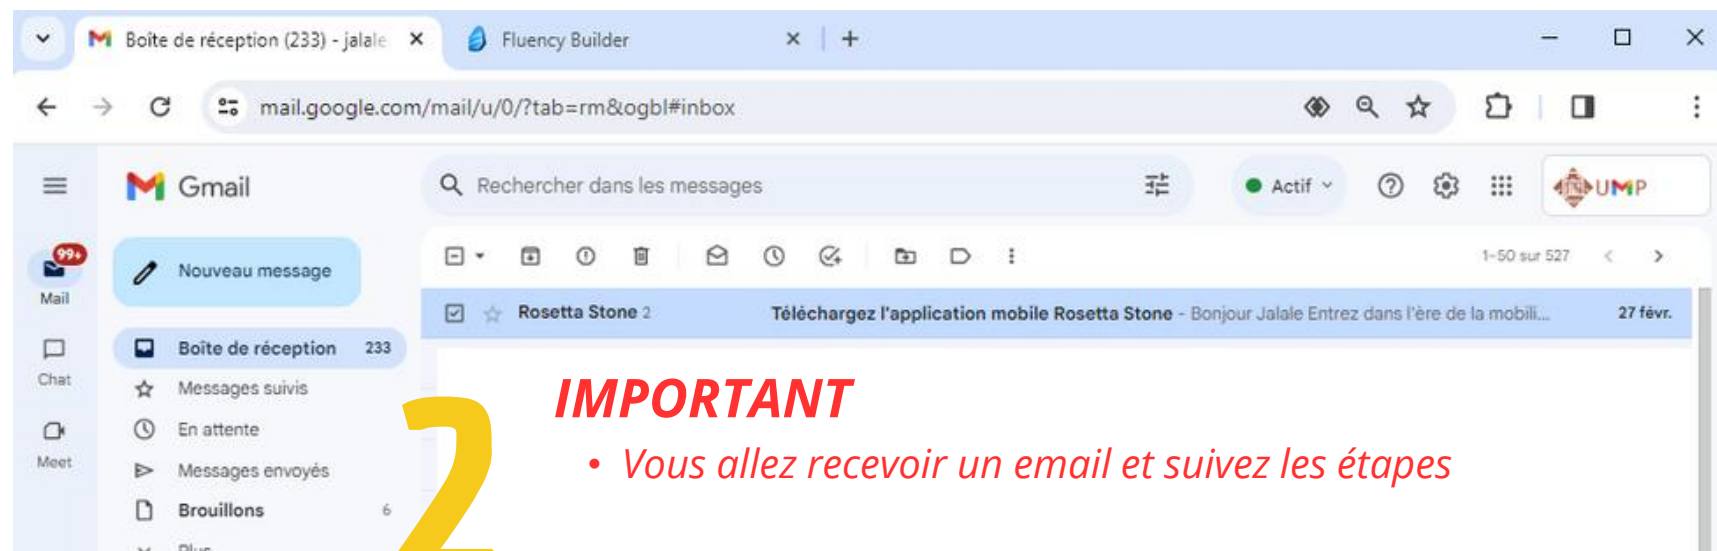 Boîte de réception (233) - jalale
Fluency Builder
mail.google.com/mail/u/0/?tab=rm&ogbl#inbox
Gmail
Rechercher dans les messages
Actif
UMP
99+
Mail
Nouveau message
1-50 sur 527
Rosetta Stone 2
Téléchargez l'application mobile Rosetta Stone - Bonjour Jalale Entrez dans l'ère de la mobili...
27 févr.
Boîte de réception 233
Chat
Messages suivis
IMPORTANT
En attente
Meet
• Vous allez recevoir un email et suivez les étapes
Messages envoyés
2
Brouillons 6
Plus